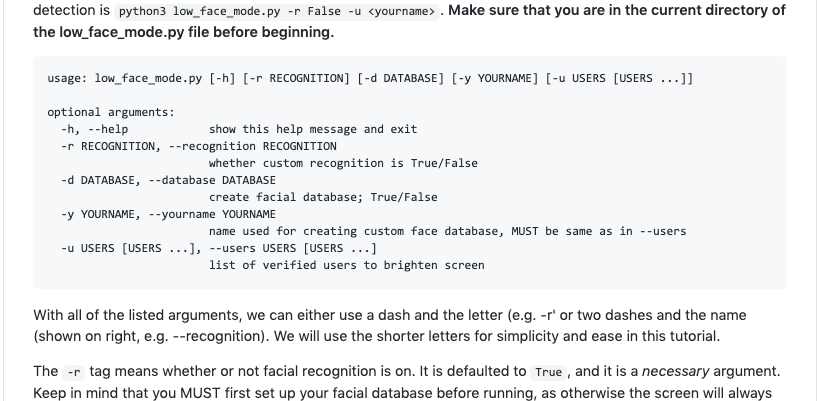 detection is python3 low_face_mode.py -r False -u <yourname> . Make sure that you are in the current directory of
the low_face_mode.py file before beginning.
usage: low_face_mode.py [-h] [-r RECOGNITION] [-d DATABASE] [-y YOURNAME] [-u USERS [USERS ...]]
optional arguments:
-h, --help show this help message and exit
-r RECOGNITION, --recognition RECOGNITION
whether custom recognition is True/False
-d DATABASE, --database DATABASE
create facial database; True/False
-y YOURNAME, --yourname YOURNAME
name used for creating custom face database, MUST be same as in --users
-u USERS [USERS ...], --users USERS [USERS ...]
list of verified users to brighten screen
With all of the listed arguments, we can either use a dash and the letter (e.g. -r' or two dashes and the name
(shown on right, e.g. --recognition). We will use the shorter letters for simplicity and ease in this tutorial.
The -r tag means whether or not facial recognition is on. It is defaulted to True , and it is a necessary argument.
Keep in mind that you MUST first set up your facial database before running, as otherwise the screen will always